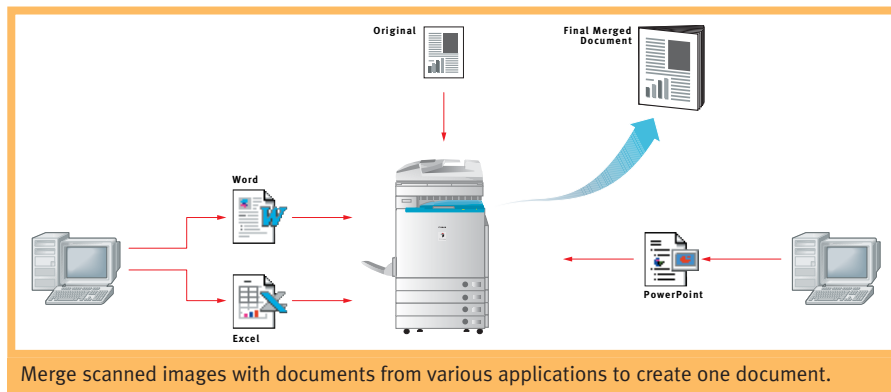 Original
Final Merged
Document
Word
Excel
PowerPoint
Merge scanned images with documents from various applications to create one document.